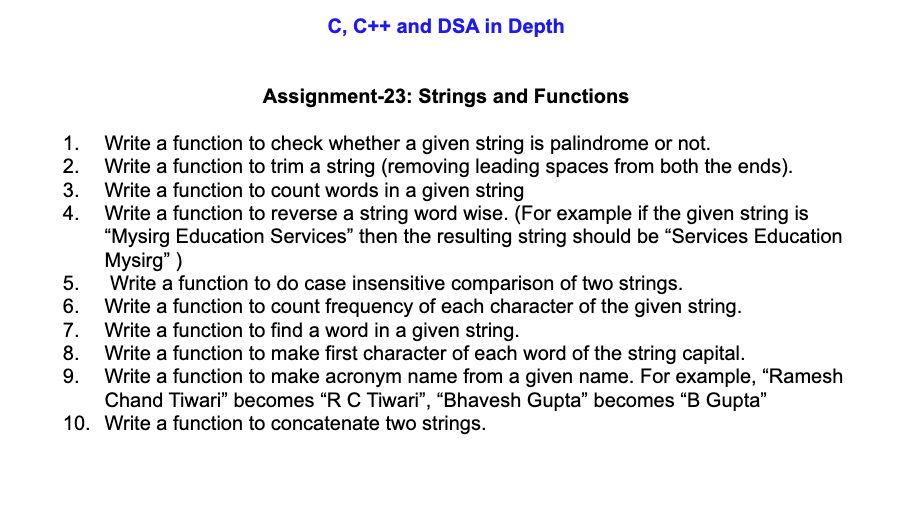 C, C++ and DSA in Depth
Assignment-23: Strings and Functions
1. Write a function to check whether a given string is palindrome or not.
2. Write a function to trim a string (removing leading spaces from both the ends).
3. Write a function to count words in a given string
4. Write a function to reverse a string word wise. (For example if the given string is
“Mysirg Education Services” then the resulting string should be “Services Education
Mysirg” )
5. Write a function to do case insensitive comparison of two strings.
6. Write a function to count frequency of each character of the given string.
7. Write a function to find a word in a given string.
8. Write a function to make first character of each word of the string capital.
9. Write a function to make acronym name from a given name. For example, “Ramesh
Chand Tiwari” becomes “R C Tiwari”, “Bhavesh Gupta” becomes “B Gupta”
10. Write a function to concatenate two strings.